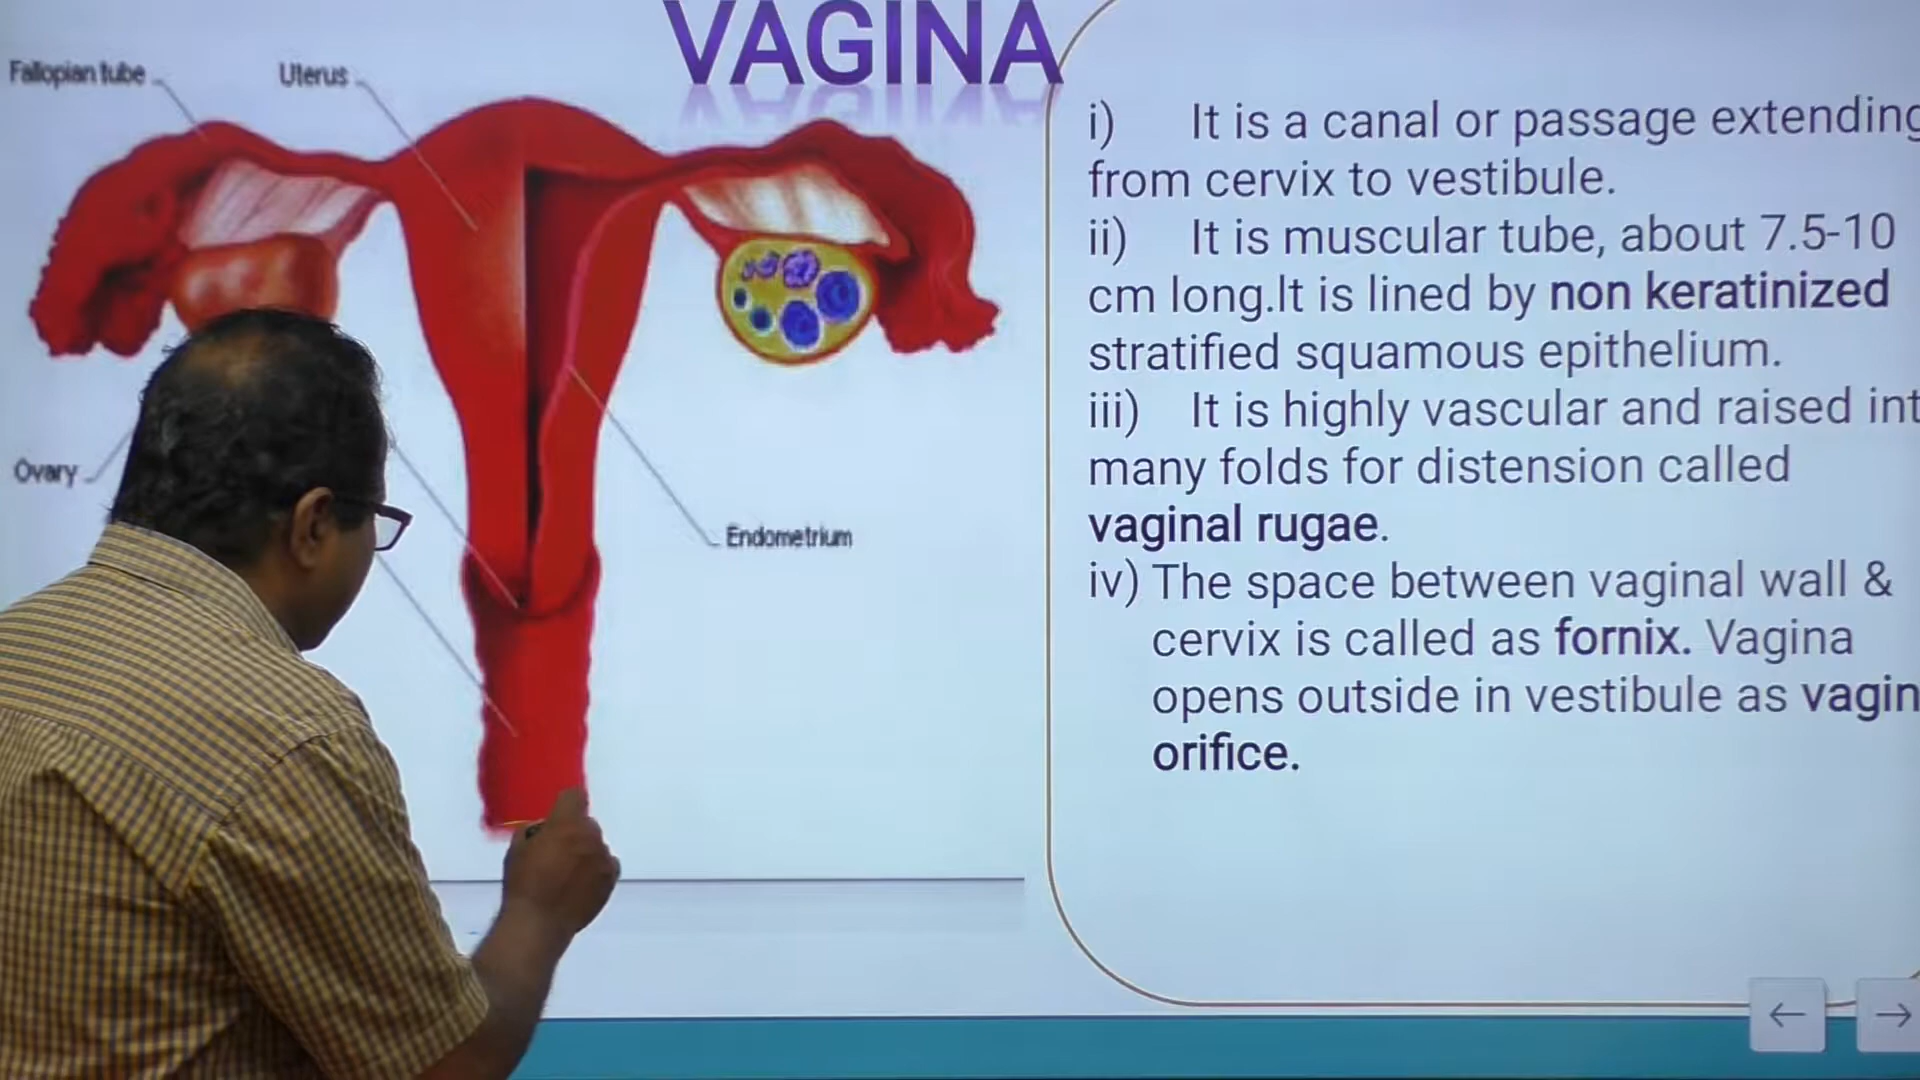 VAGINA
Fallopian tube
Uterus
Ovary
Endometrium
i) It is a canal or passage extending
from cervix to vestibule.
ii) It is muscular tube, about 7.5-10
cm long.It is lined by non keratinized
stratified squamous epithelium.
iii) It is highly vascular and raised int
many folds for distension called
vaginal rugae.
iv) The space between vaginal wall &
cervix is called as fornix. Vagina
opens outside in vestibule as vagin
orifice.